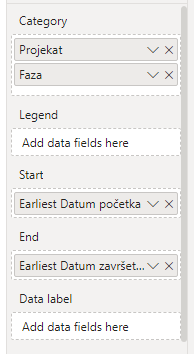 Category
Projekat
Faza
Legend
Add data fields here
Start
Earliest Datum početka
End
Earliest Datum završet...
Data label
Add data fields here